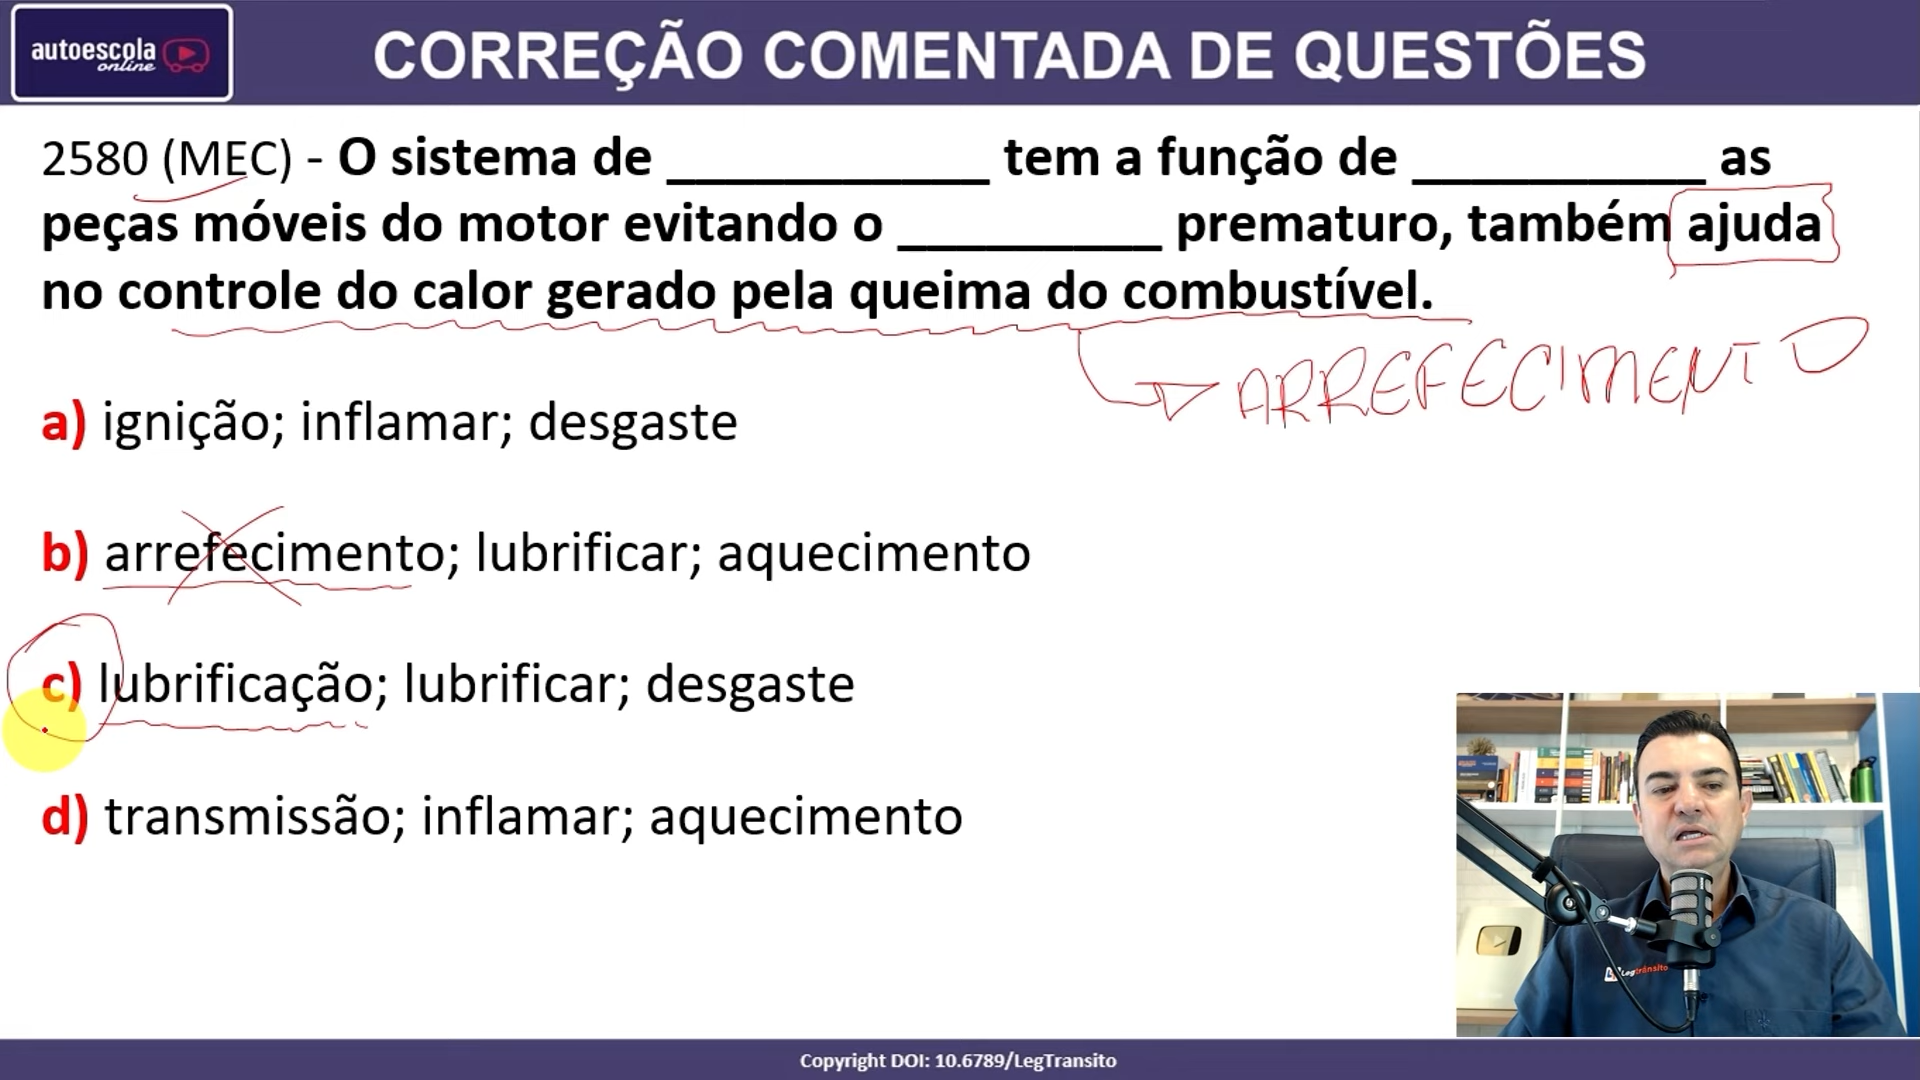 autoescola
online
CORREÇÃO COMENTADA DE QUESTÕES
2580 (MEC) - O sistema de ___________ tem a função de __________ as
peças móveis do motor evitando o _________ prematuro, também ajuda
no controle do calor gerado pela queima do combustível.
ARREFECIMENTO
a) ignição; inflamar; desgaste
b) arrefecimento; lubrificar; aquecimento
c) lubrificação; lubrificar; desgaste
d) transmissão; inflamar; aquecimento
Legtrânsito
Copyright DOI: 10.6789/LegTransito